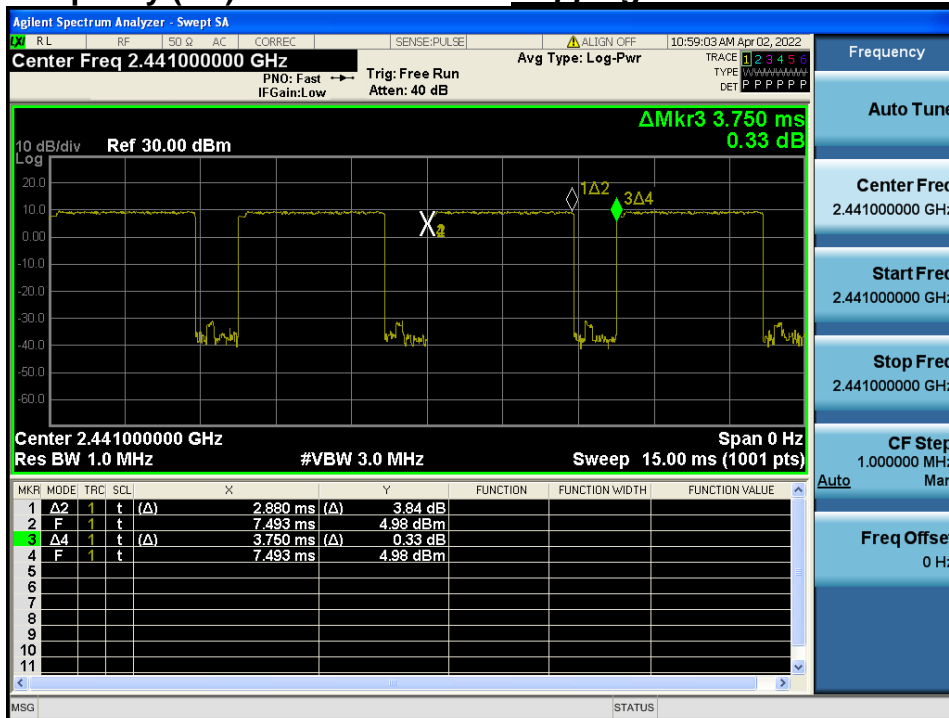 Agilent Spectrum Analyzer - Swept SA
LXI RL RF 50 Ω AC CORREC SENSE:PULSE ALIGN OFF 10:59:03 AM Apr 02, 2022
Center Freq 2.441000000 GHz
PNO: Fast
IFGain:Low
Trig: Free Run
Atten: 40 dB
Avg Type: Log-Pwr
TRACE 1 2 3 4 5 6
TYPE WWWWWW
DET P P P P P P
ΔMkr3 3.750 ms
0.33 dB
10 dB/div Ref 30.00 dBm
Log
20.0
10.0
0.00
-10.0
-20.0
-30.0
-40.0
-50.0
-60.0
1Δ2
3Δ4
X
Center 2.441000000 GHz Span 0 Hz
Res BW 1.0 MHz #VBW 3.0 MHz Sweep 15.00 ms (1001 pts)
MKR MODE TRC SCL X Y FUNCTION FUNCTION WIDTH FUNCTION VALUE
1 Δ2 1 t (Δ) 2.880 ms (Δ) 3.84 dB
2 F 1 t 7.493 ms 4.98 dBm
3 Δ4 1 t (Δ) 3.750 ms (Δ) 0.33 dB
4 F 1 t 7.493 ms 4.98 dBm
5
6
7
8
9
10
11
MSG STATUS
Frequency
Auto Tune
Center Freq
2.441000000 GHz
Start Freq
2.441000000 GHz
Stop Freq
2.441000000 GHz
CF Step
1.000000 MHz
Auto Man
Freq Offset
0 Hz